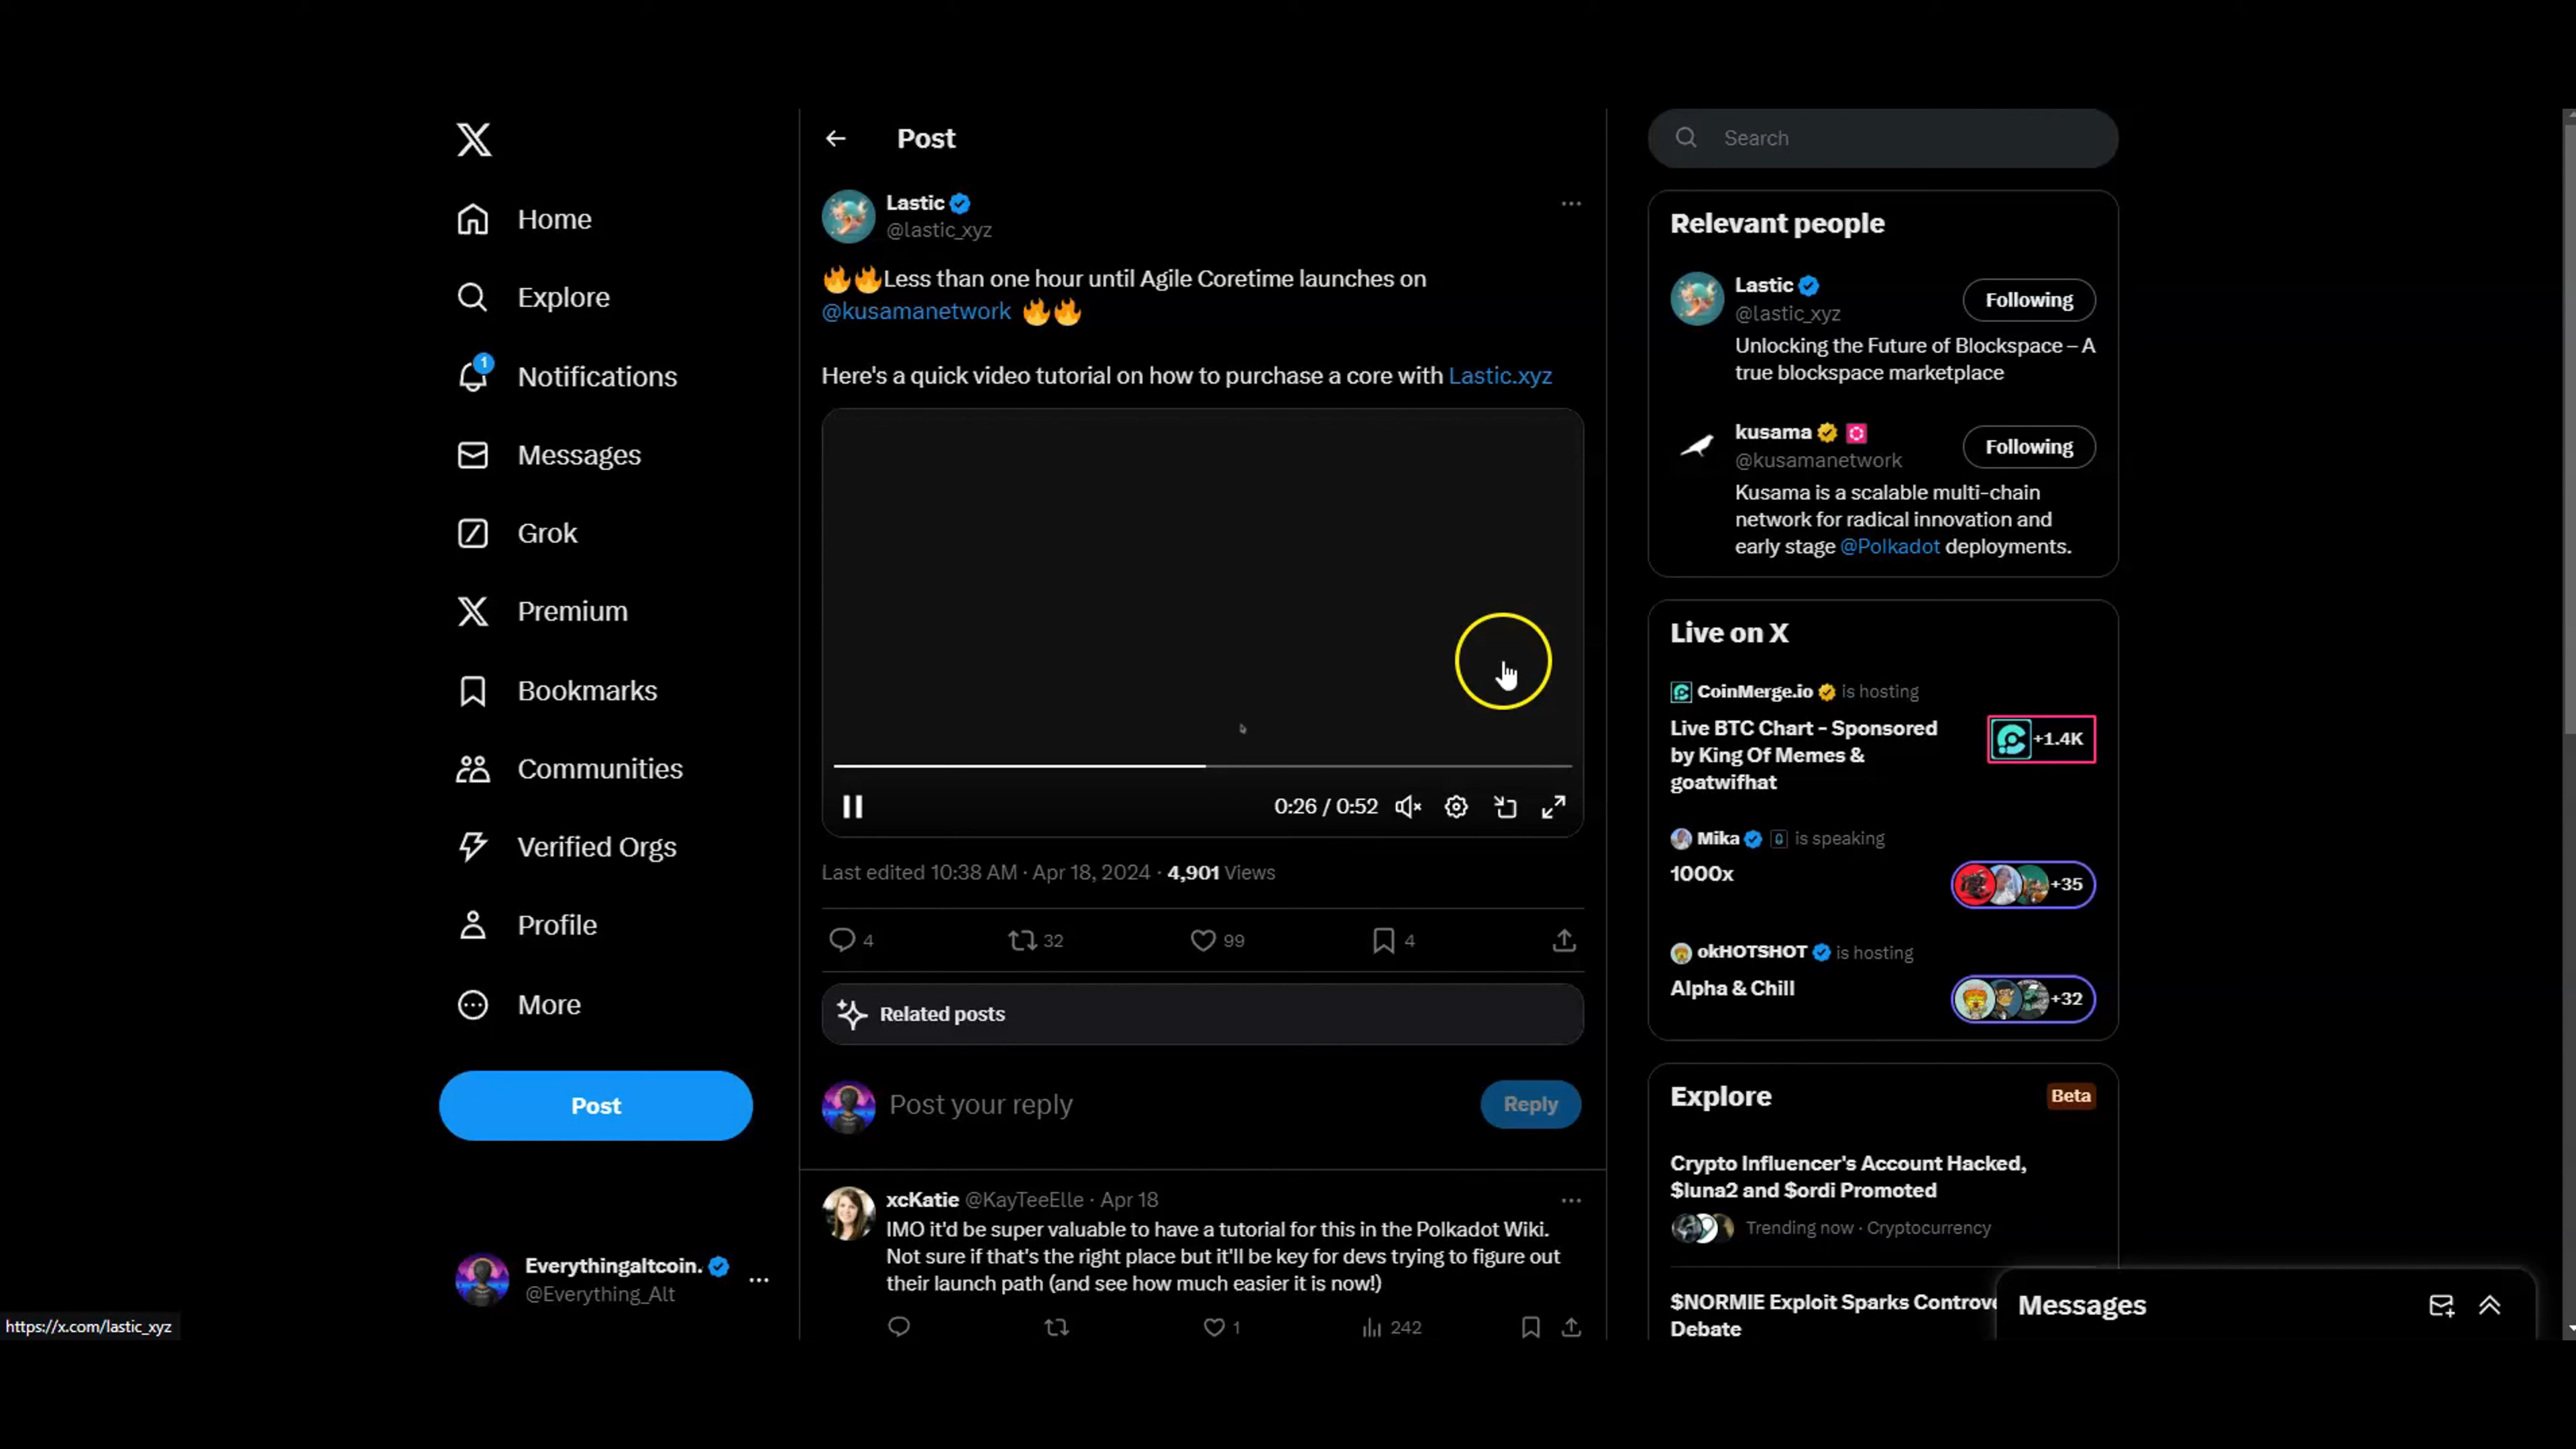 Home
Explore
1
Notifications
Messages
Grok
Premium
Bookmarks
Communities
Verified Orgs
Profile
More
Post
Everythingaltcoin.
@Everything_Alt
https://x.com/lastic_xyz
Post
Lastic
@lastic_xyz
🔥🔥Less than one hour until Agile Coretime launches on
@kusamanetwork 🔥🔥
Here's a quick video tutorial on how to purchase a core with Lastic.xyz
0:26 / 0:52
Last edited 10:38 AM · Apr 18, 2024 · 4,901 Views
4 32 99 4
Related posts
Post your reply
Reply
xcKatie @KayTeeElle · Apr 18
IMO it'd be super valuable to have a tutorial for this in the Polkadot Wiki.
Not sure if that's the right place but it'll be key for devs trying to figure out
their launch path (and see how much easier it is now!)
1 242
Search
Relevant people
Lastic
@lastic_xyz
Following
Unlocking the Future of Blockspace – A
true blockspace marketplace
kusama
@kusamanetwork
Following
Kusama is a scalable multi-chain
network for radical innovation and
early stage @Polkadot deployments.
Live on X
CoinMerge.io is hosting
Live BTC Chart - Sponsored
by King Of Memes &
goatwifhat
+1.4K
Mika is speaking
1000x
+35
okHOTSHOT is hosting
Alpha & Chill
+32
Explore
Beta
Crypto Influencer's Account Hacked,
$luna2 and $ordi Promoted
Trending now · Cryptocurrency
$NORMIE Exploit Sparks
Debate
Messages